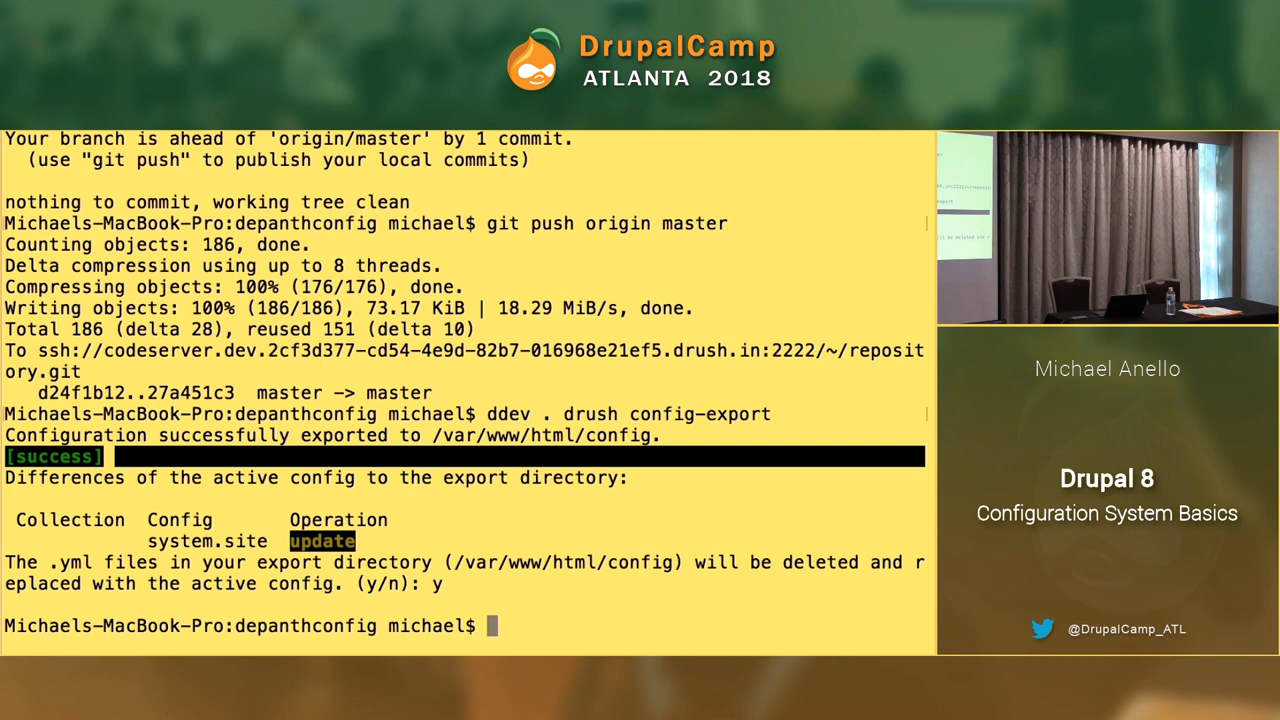 DrupalCamp
ATLANTA 2018
Your branch is ahead of 'origin/master' by 1 commit.
(use "git push" to publish your local commits)
nothing to commit, working tree clean
Michaels-MacBook-Pro:depanthconfig michael$ git push origin master
Counting objects: 186, done.
Delta compression using up to 8 threads.
Compressing objects: 100% (176/176), done.
Writing objects: 100% (186/186), 73.17 KiB | 18.29 MiB/s, done.
Total 186 (delta 28), reused 151 (delta 10)
To ssh://codeserver.dev.2cf3d377-cd54-4e9d-82b7-016968e21ef5.drush.in:2222/~/reposit
ory.git
d24f1b12..27a451c3  master -> master
Michaels-MacBook-Pro:depanthconfig michael$ ddev . drush config-export
Configuration successfully exported to /var/www/html/config.
[success]
Differences of the active config to the export directory:
Collection  Config       Operation
system.site  update
The .yml files in your export directory (/var/www/html/config) will be deleted and r
eplaced with the active config. (y/n): y
Michaels-MacBook-Pro:depanthconfig michael$
Michael Anello
Drupal 8
Configuration System Basics
@DrupalCamp_ATL